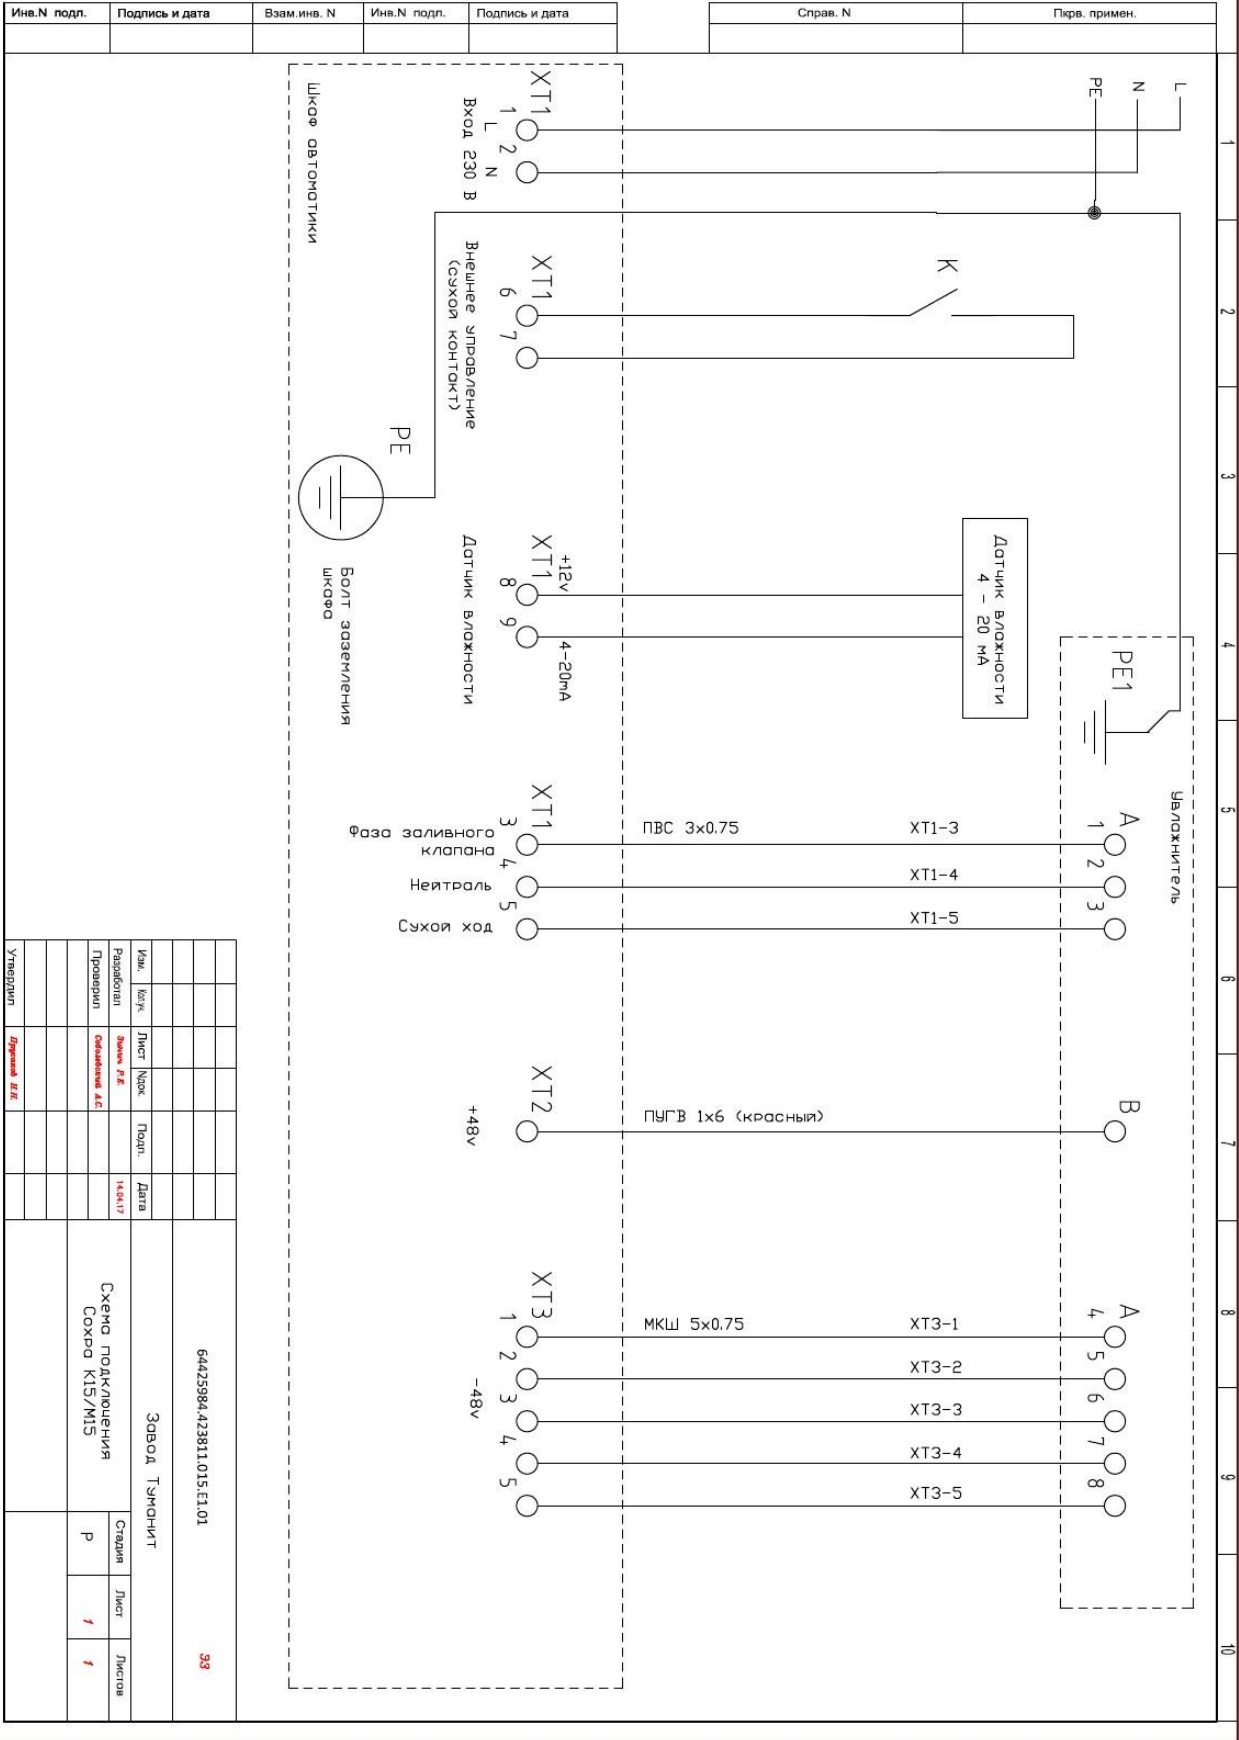 Инв.N подл.
Подпись и дата
Взам.инв. N
Инв.N подл.
Подпись и дата
Справ. N
Пкрв. примен.
1
2
3
4
5
6
7
8
9
10
L
N
PE
XT1
1
2
L
N
Вход 230 В
Шкаф автоматики
XT1
6
7
Внешнее управление
(сухой контакт)
К
PE
Болт заземления
шкафа
XT1
+12v
8
9
4-20mA
Датчик влажности
Датчик влажности
4 - 20 мА
PE1
Увлажнитель
XT1
3
4
5
Фаза заливного
клапана
Нейтраль
Сухой ход
ПВС 3х0.75
XT1-3
XT1-4
XT1-5
A
1
2
3
XT2
+48v
ПУГВ 1х6 (красный)
B
XT3
1
2
3
4
5
-48v
МКШ 5х0.75
XT3-1
XT3-2
XT3-3
XT3-4
XT3-5
A
4
5
6
7
8
64425984.423811.015.E1.01
ЭЗ
Изм.
Кол.уч.
Лист
Nдок.
Подп.
Дата
Разработал
14.04.17
Проверил
Утвердил
Завод Туманит
Схема подключения
Сохра К15/М15
Стадия
Лист
Листов
Р
1
1